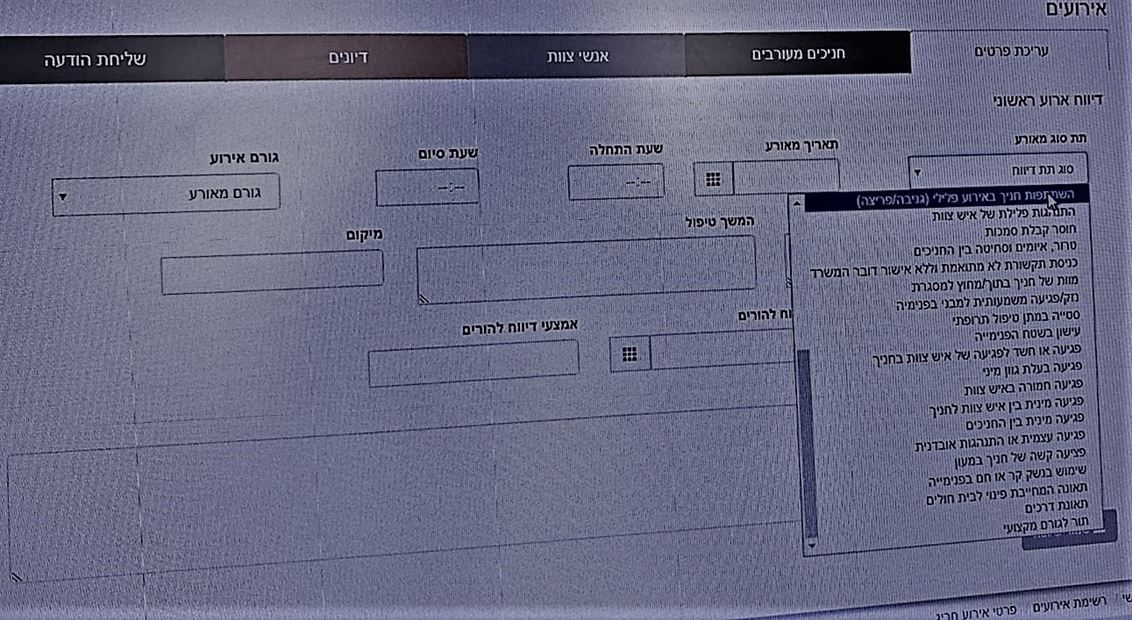 אירועים
עריכת פרטים
חניכים מעורבים
אנשי צוות
דיונים
שליחת הודעה
דיווח ארוע ראשוני
תת סוג מאורע
תאריך מאורע
שעת התחלה
שעת סיום
גורם אירוע
סוג תת דיווח
--:--
--:--
גורם מאורע
המשך טיפול
מיקום
וח להורים
אמצעי דיווח להורים
השתתפות חניך באירוע פלילי (גניבה/פריצה)
התנהגות פלילת של איש צוות
חוסר קבלת סמכות
טרור, איומים וסחיטה בין החניכים
כניסת תקשורת לא מתואמת וללא אישור דובר המשרד
מוות של חניך בתוך/מחוץ למסגרת
נזק/פגיעה משמעותית למבני בפנימיה
סטייה במתן טיפול תרופתי
עישון בשטח הפנימייה
פגיעה או חשד לפגיעה של איש צוות בחניך
פגיעה בעלת גוון מיני
פגיעה חמורה באיש צוות
פגיעה מינית בין איש צוות לחניך
פגיעה מינית בין החניכים
פגיעה עצמית או התנהגות אובדנית
פציעה קשה של חניך במעון
שימוש בנשק קר או חם בפנימייה
תאונה המחייבת פינוי לבית חולים
תאונת דרכים
תור לגורם מקצועי
שי רשימת אירועים פרטי אירוע חריג